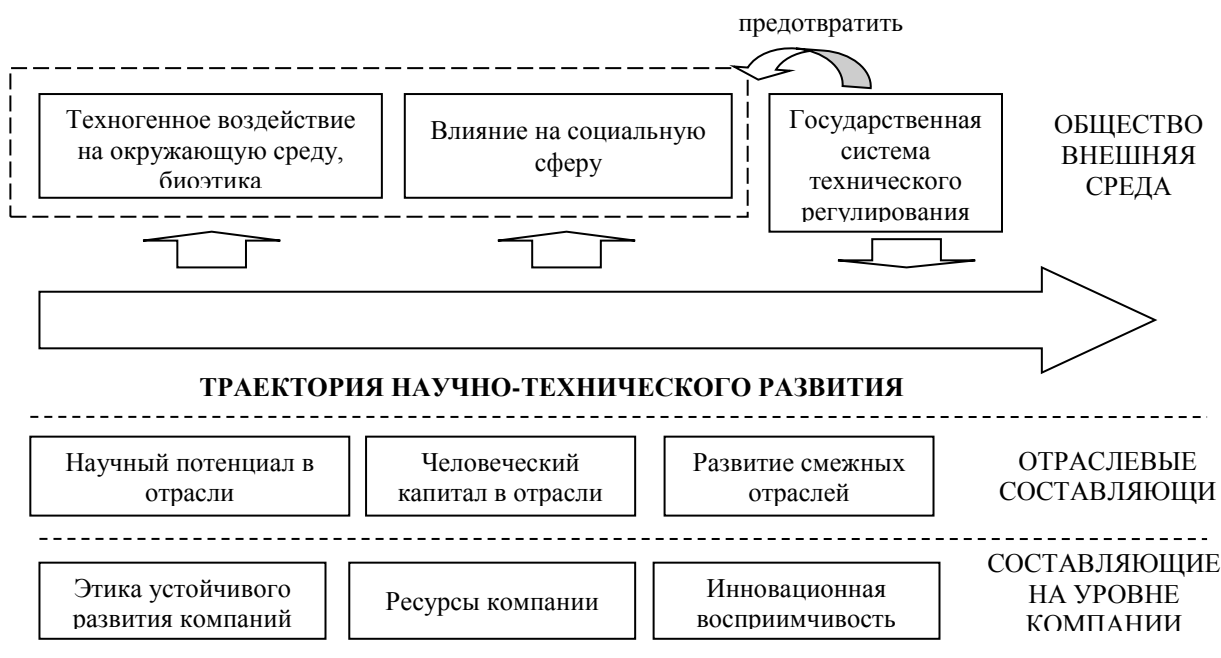 предотвратить
Техногенное воздействие
на окружающую среду,
биоэтика
Влияние на социальную
сферу
Государственная
система
технического
регулирования
ОБЩЕСТВО
ВНЕШНЯЯ
СРЕДА
ТРАЕКТОРИЯ НАУЧНО-ТЕХНИЧЕСКОГО РАЗВИТИЯ
Научный потенциал в
отрасли
Человеческий
капитал в отрасли
Развитие смежных
отраслей
ОТРАСЛЕВЫЕ
СОСТАВЛЯЮЩИ
Этика устойчивого
развития компаний
Ресурсы компании
Инновационная
восприимчивость
СОСТАВЛЯЮЩИЕ
НА УРОВНЕ
КОМПАНИИ